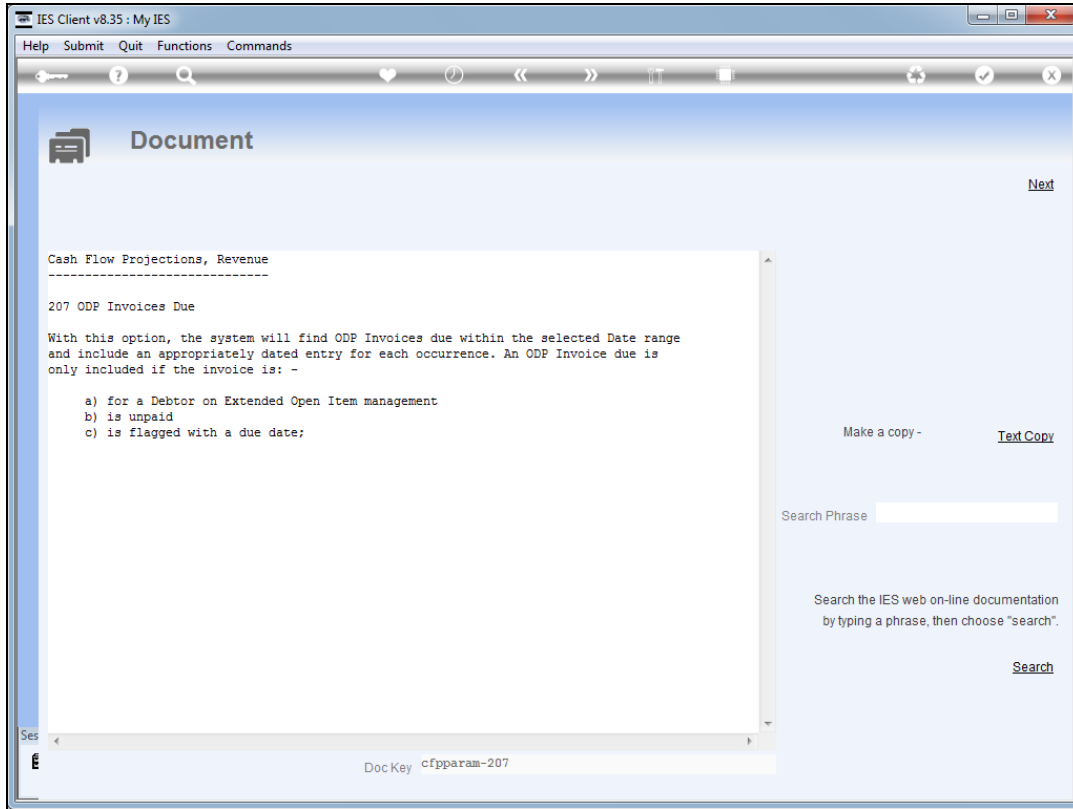 IES Client v8.35 : My IES
Help Submit Quit Functions Commands
Document
Next
Cash Flow Projections, Revenue
------------------------------
207 ODP Invoices Due
With this option, the system will find ODP Invoices due within the selected Date range
and include an appropriately dated entry for each occurrence. An ODP Invoice due is
only included if the invoice is: -
a) for a Debtor on Extended Open Item management
b) is unpaid
c) is flagged with a due date;
Make a copy - Text Copy
Search Phrase
Search the IES web on-line documentation
by typing a phrase, then choose "search".
Search
Ses
Doc Key cfpparam-207